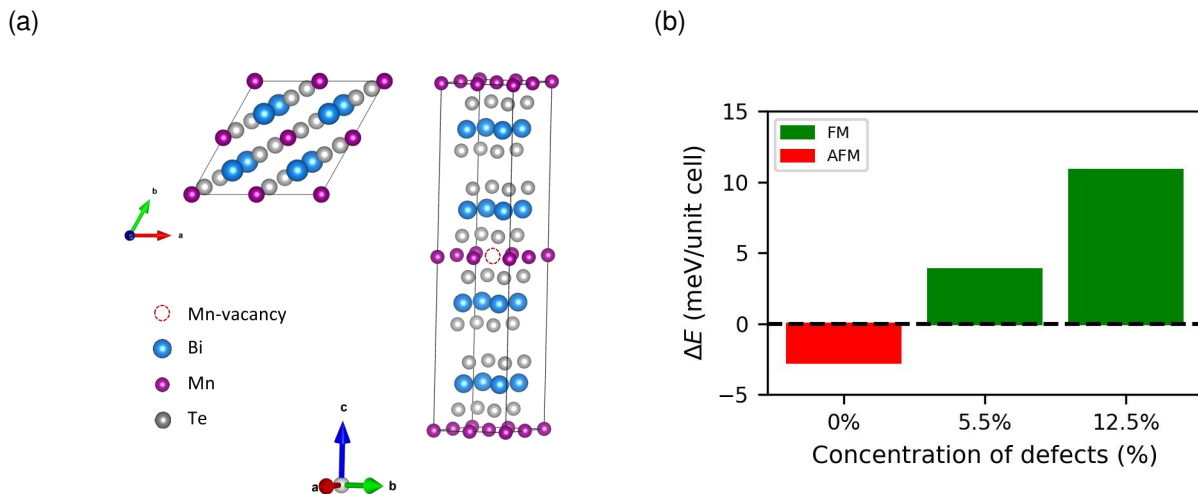 (a)
b
a
Mn-vacancy
Bi
Mn
Te
c
a
b
(b)
ΔE (meV/unit cell)
15
10
5
0
−5
FM
AFM
0%
5.5%
12.5%
Concentration of defects (%)